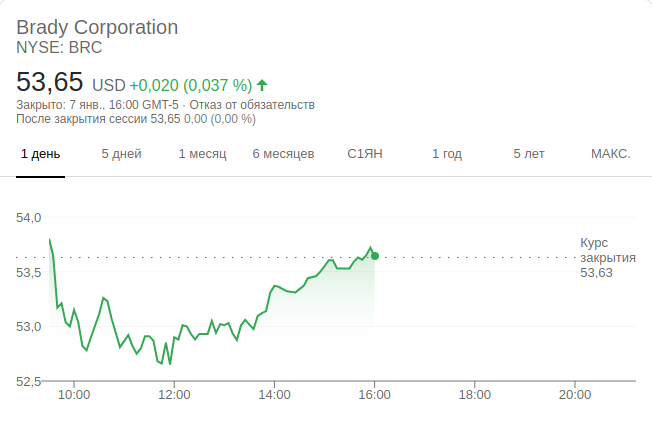 Brady Corporation
NYSE: BRC
53,65 USD +0,020 (0,037 %)
Закрыто: 7 янв., 16:00 GMT-5 · Отказ от обязательств
После закрытия сессии 53,65 0,00 (0,00 %)
1 день 5 дней 1 месяц 6 месяцев С1ЯН 1 год 5 лет МАКС.
54,0
Курс
закрытия
53,63
53,5
53,0
52,5
10:00 12:00 14:00 16:00 18:00 20:00